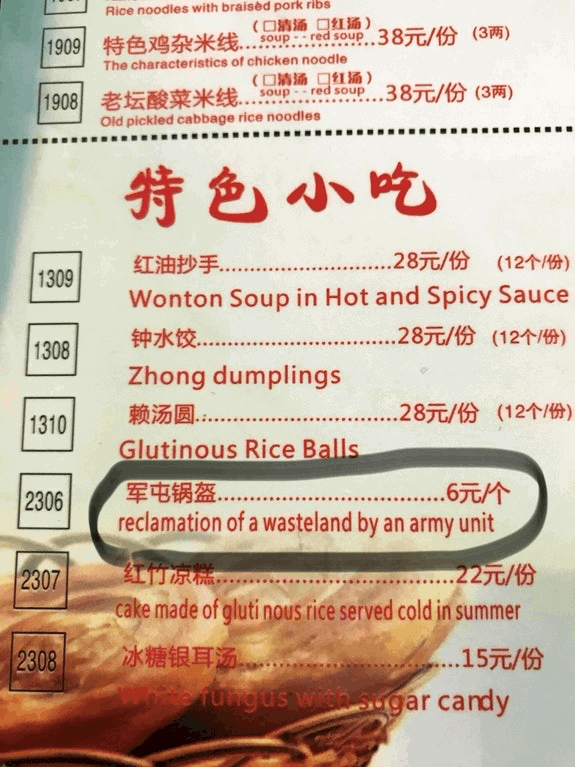 Rice noodles with braised pork ribs
(□清汤 □红汤)
1909 特色鸡杂米线 soup - - red soup 38元/份 (3两)
The characteristics of chicken noodle
(□清汤 □红汤)
1908 老坛酸菜米线 soup - - red soup 38元/份 (3两)
Old pickled cabbage rice noodles
特色小吃
1309 红油抄手..............................28元/份 (12个/份)
Wonton Soup in Hot and Spicy Sauce
1308 钟水饺..............................28元/份 (12个/份)
Zhong dumplings
1310 赖汤圆..............................28元/份 (12个/份)
Glutinous Rice Balls
2306 军屯锅盔..............................6元/个
reclamation of a wasteland by an army unit
2307 红竹凉糕..............................22元/份
cake made of gluti nous rice served cold in summer
2308 冰糖银耳汤..............................15元/份
White fungus with sugar candy